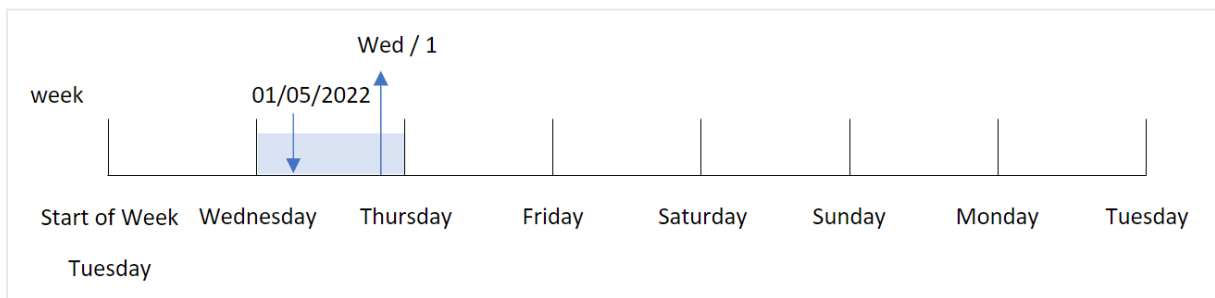 Wed / 1
week
01/05/2022
Start of Week Wednesday Thursday Friday Saturday Sunday Monday Tuesday
Tuesday